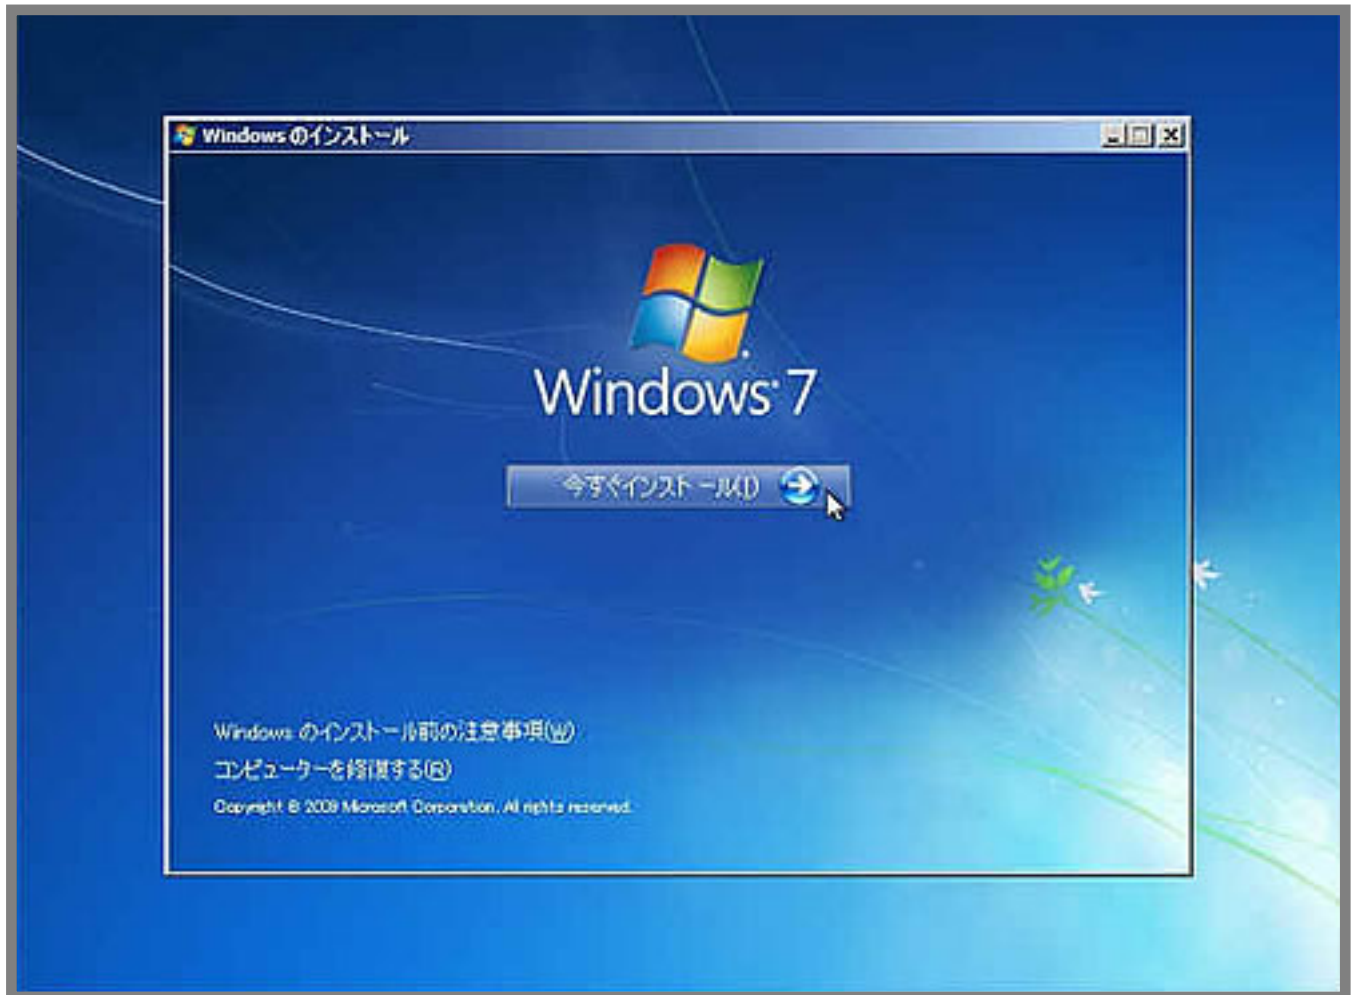 Windows のインストール
Windows 7
今すぐインストール(I)
Windows のインストール前の注意事項(W)
コンピューターを修復する(R)
Copyright © 2009 Microsoft Corporation. All rights reserved.